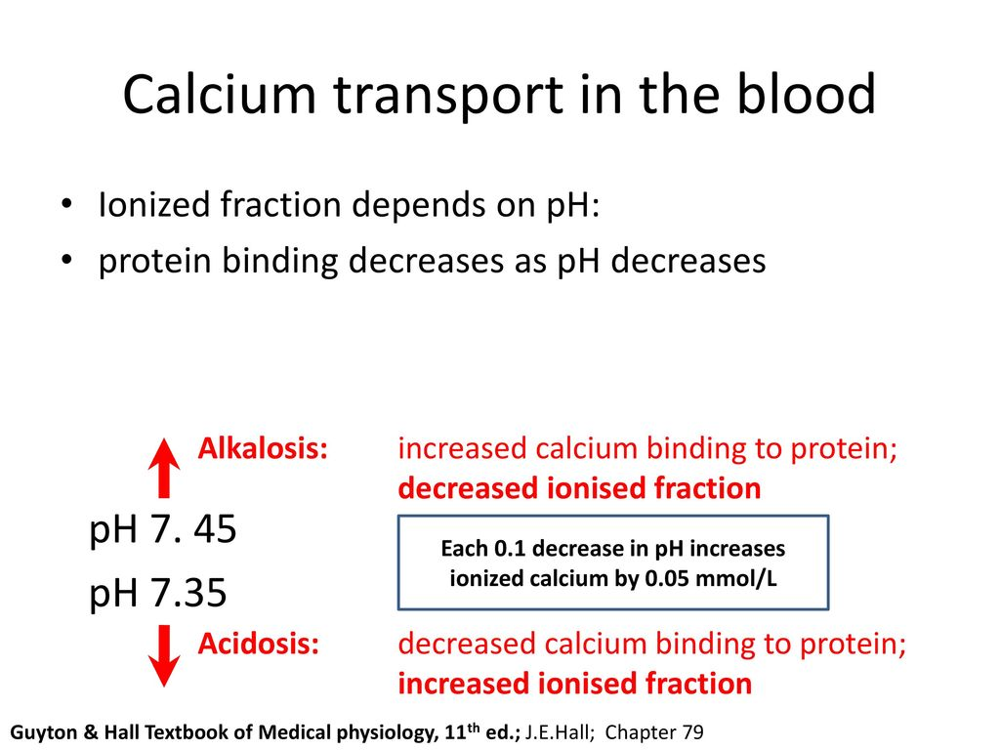 Calcium transport in the blood
• Ionized fraction depends on pH:
• protein binding decreases as pH decreases
Alkalosis: increased calcium binding to protein;
decreased ionised fraction
pH 7. 45
Each 0.1 decrease in pH increases
ionized calcium by 0.05 mmol/L
pH 7.35
Acidosis: decreased calcium binding to protein;
increased ionised fraction
Guyton & Hall Textbook of Medical physiology, 11th ed.; J.E.Hall; Chapter 79